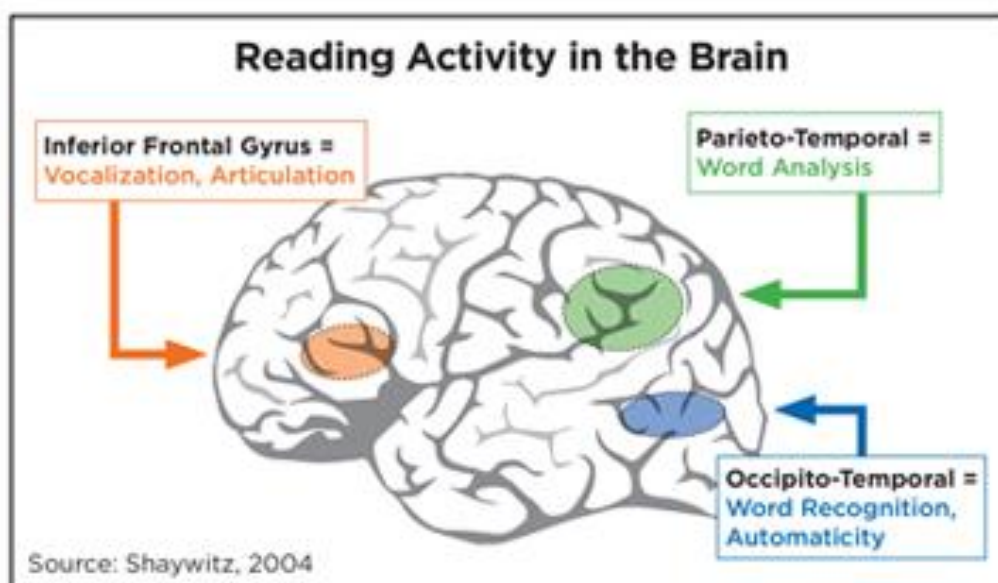 Reading Activity in the Brain
Inferior Frontal Gyrus =
Vocalization, Articulation
Parieto-Temporal =
Word Analysis
Occipito-Temporal =
Word Recognition,
Automaticity
Source: Shaywitz, 2004